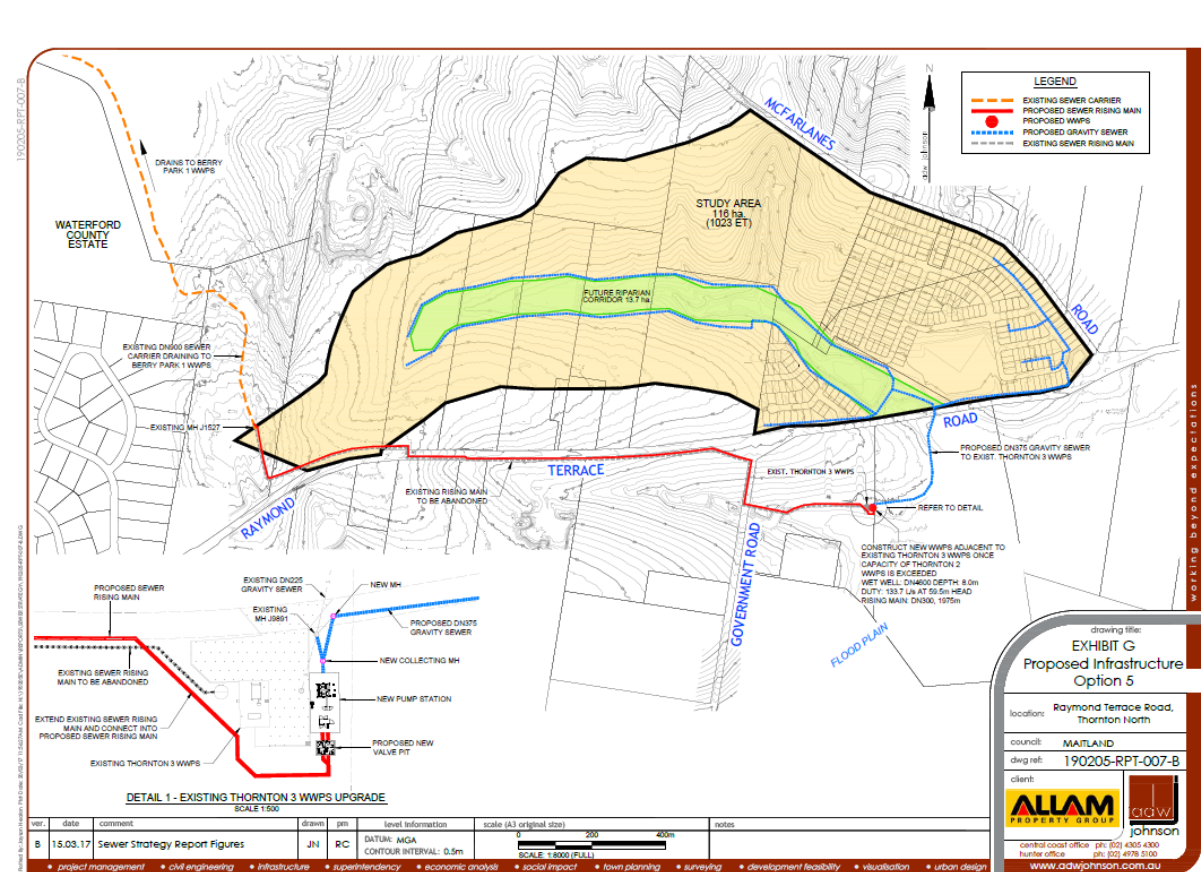 190205-RPT-007-B
LEGEND
EXISTING SEWER CARRIER
PROPOSED SEWER RISING MAIN
PROPOSED WWPS
PROPOSED GRAVITY SEWER
EXISTING SEWER RISING MAIN
N
adw johnson
MCFARLANES
ROAD
DRAINS TO BERRY
PARK 1 WWPS
WATERFORD
COUNTY
ESTATE
STUDY AREA
116 ha.
(1023 ET)
FUTURE RIPARIAN
CORRIDOR 13.7 ha.
EXISTING DN900 SEWER
CARRIER DRAINING TO
BERRY PARK 1 WWPS
EXISTING MH J1527
RAYMOND
TERRACE
ROAD
EXISTING RISING MAIN
TO BE ABANDONED
EXIST. THORNTON 3 WWPS
PROPOSED DN375 GRAVITY SEWER
TO EXIST. THORNTON 3 WWPS
REFER TO DETAIL
CONSTRUCT NEW WWPS ADJACENT TO
EXISTING THORNTON 3 WWPS ONCE
CAPACITY OF THORNTON 2
WWPS IS EXCEEDED
WET WELL: DN4600 DEPTH: 8.0m
DUTY: 133.7 L/s AT 59.5m HEAD
RISING MAIN: DN300, 1975m
GOVERNMENT ROAD
FLOOD PLAIN
PROPOSED SEWER
RISING MAIN
EXISTING DN225
GRAVITY SEWER
NEW MH
EXISTING
MH J9891
PROPOSED DN375
GRAVITY SEWER
EXISTING SEWER RISING
MAIN TO BE ABANDONED
NEW COLLECTING MH
NEW PUMP STATION
EXTEND EXISTING SEWER RISING
MAIN AND CONNECT INTO
PROPOSED SEWER RISING MAIN
PROPOSED NEW
VALVE PIT
EXISTING THORNTON 3 WWPS
DETAIL 1 - EXISTING THORNTON 3 WWPS UPGRADE
SCALE 1:500
working beyond expectations
drawing title:
EXHIBIT G
Proposed Infrastructure
Option 5
location: Raymond Terrace Road,
Thornton North
council: MAITLAND
dwg ref: 190205-RPT-007-B
client:
ALLAM
PROPERTY GROUP
adw
johnson
central coast office ph: (02) 4305 4300
hunter office ph: (02) 4978 5100
www.adwjohnson.com.au
ver. date comment drawn pm level information scale (A3 original size) notes
B 15.03.17 Sewer Strategy Report Figures JN RC
DATUM: MGA
CONTOUR INTERVAL: 0.5m
0 200 400m
SCALE: 1:8000 (FULL)
project management civil engineering infrastructure superintendency economic analysis social impact town planning surveying development feasibility visualisation urban design